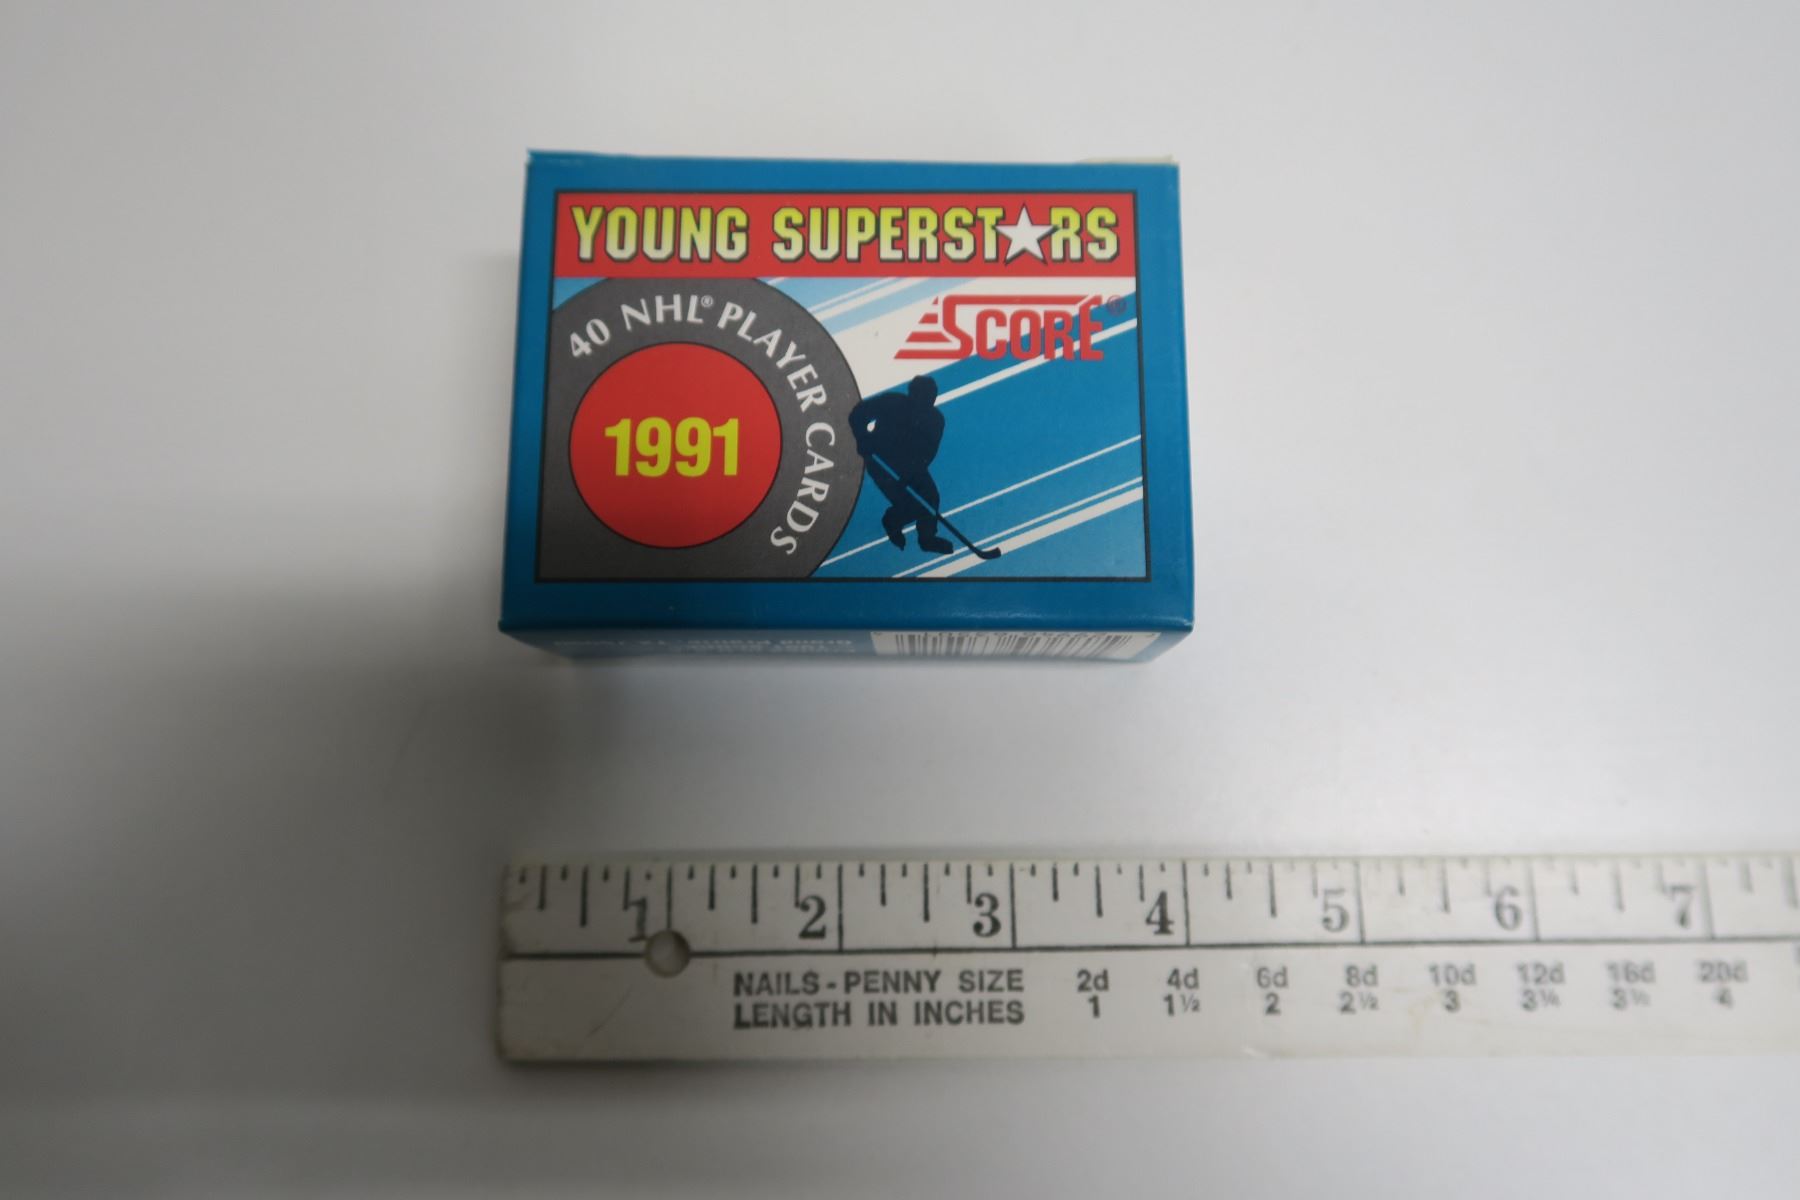 YOUNG SUPERST★RS
40 NHL® PLAYER CARDS
SCORE®
1991
1 2 3 4 5 6 7
NAILS - PENNY SIZE 2d 4d 6d 8d 10d 12d 16d 20d
LENGTH IN INCHES 1 1½ 2 2½ 3 3¼ 3½ 4